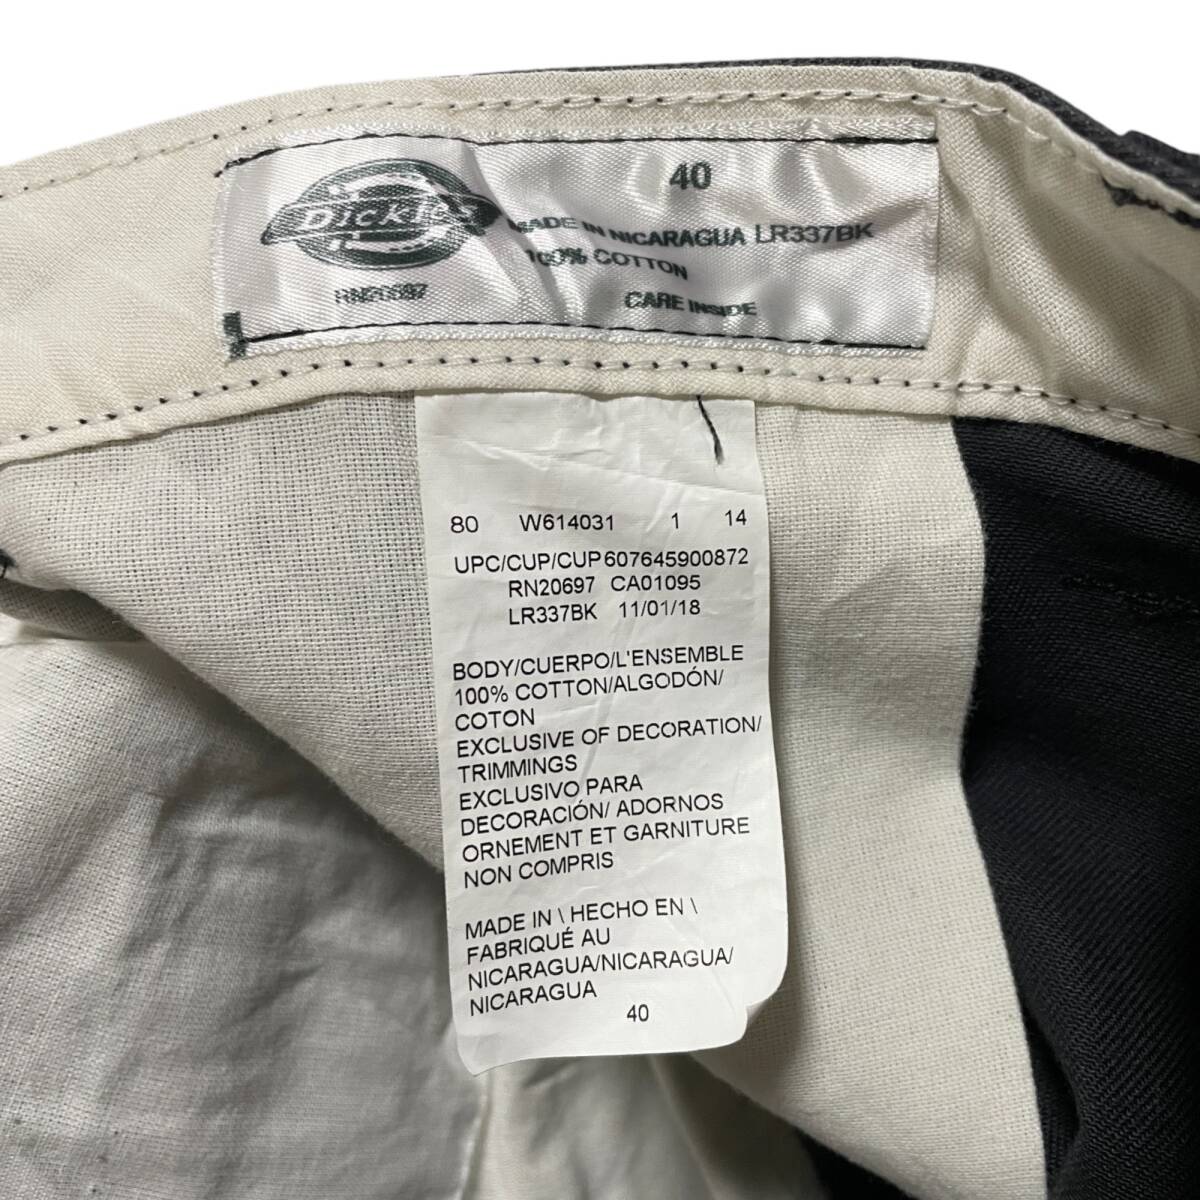 Dickies
RN20697
40
MADE IN NICARAGUA LR337BK
100% COTTON
CARE INSIDE
80 W614031 1 14
UPC/CUP/CUP607645900872
RN20697 CA01095
LR337BK 11/01/18
BODY/CUERPO/L'ENSEMBLE
100% COTTON/ALGODÓN/
COTON
EXCLUSIVE OF DECORATION/
TRIMMINGS
EXCLUSIVO PARA
DECORACIÓN/ ADORNOS
ORNEMENT ET GARNITURE
NON COMPRIS
MADE IN \ HECHO EN \
FABRIQUÉ AU
NICARAGUA/NICARAGUA/
NICARAGUA
40